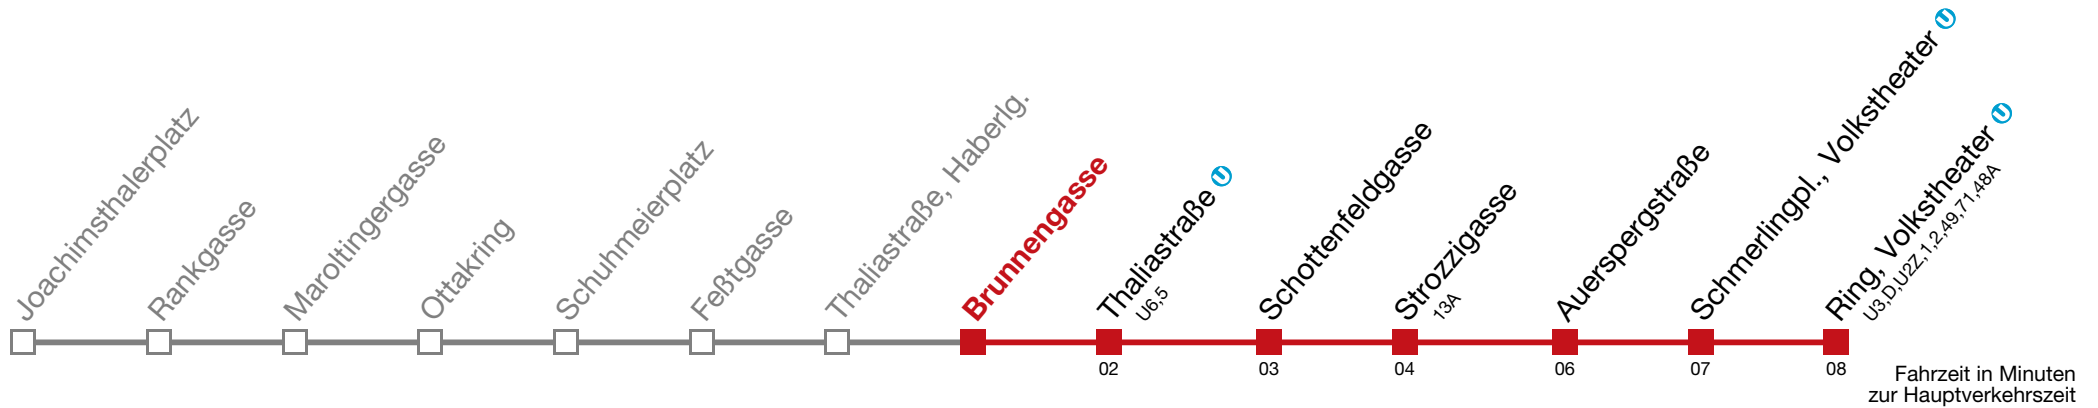 Joachimsthalerplatz
Rankgasse
Maroltingergasse
Ottakring
Schuhmeierplatz
Feßtgasse
Thaliastraße, Haberlg.
Brunnengasse
Thaliastraße U
U6,5
Schottenfeldgasse
Strozzigasse
13A
Auerspergstraße
Schmerlingpl., Volkstheater U
Ring, Volkstheater U
U3,D,U2Z,1,2,49,71,48A
02
03
04
06
07
08
Fahrzeit in Minuten
zur Hauptverkehrszeit